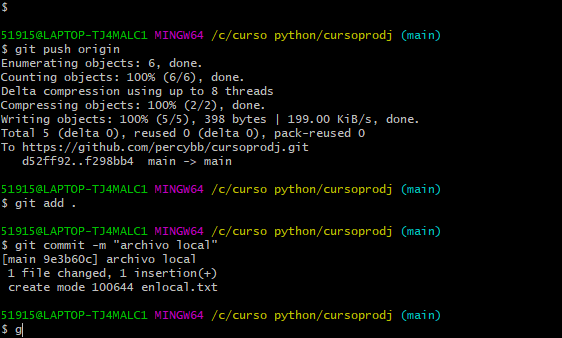 $
51915@LAPTOP-TJ4MALC1 MINGW64 /c/curso python/cursoprodj (main)
$ git push origin
Enumerating objects: 6, done.
Counting objects: 100% (6/6), done.
Delta compression using up to 8 threads
Compressing objects: 100% (2/2), done.
Writing objects: 100% (5/5), 398 bytes | 199.00 KiB/s, done.
Total 5 (delta 0), reused 0 (delta 0), pack-reused 0
To https://github.com/percybb/cursoprodj.git
   d52ff92..f298bb4  main -> main
51915@LAPTOP-TJ4MALC1 MINGW64 /c/curso python/cursoprodj (main)
$ git add .
51915@LAPTOP-TJ4MALC1 MINGW64 /c/curso python/cursoprodj (main)
$ git commit -m "archivo local"
[main 9e3b60c] archivo local
 1 file changed, 1 insertion(+)
 create mode 100644 enlocal.txt
51915@LAPTOP-TJ4MALC1 MINGW64 /c/curso python/cursoprodj (main)
$ g